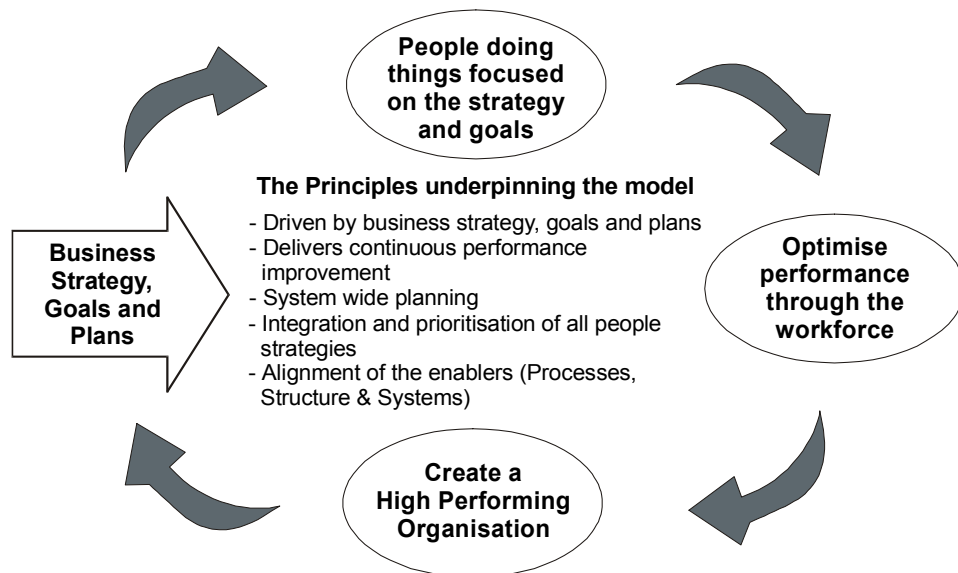 People doing
things focused
on the strategy
and goals
The Principles underpinning the model
- Driven by business strategy, goals and plans
- Delivers continuous performance
improvement
- System wide planning
- Integration and prioritisation of all people
strategies
- Alignment of the enablers (Processes,
Structure & Systems)
Business
Strategy,
Goals and
Plans
Optimise
performance
through the
workforce
Create a
High Performing
Organisation